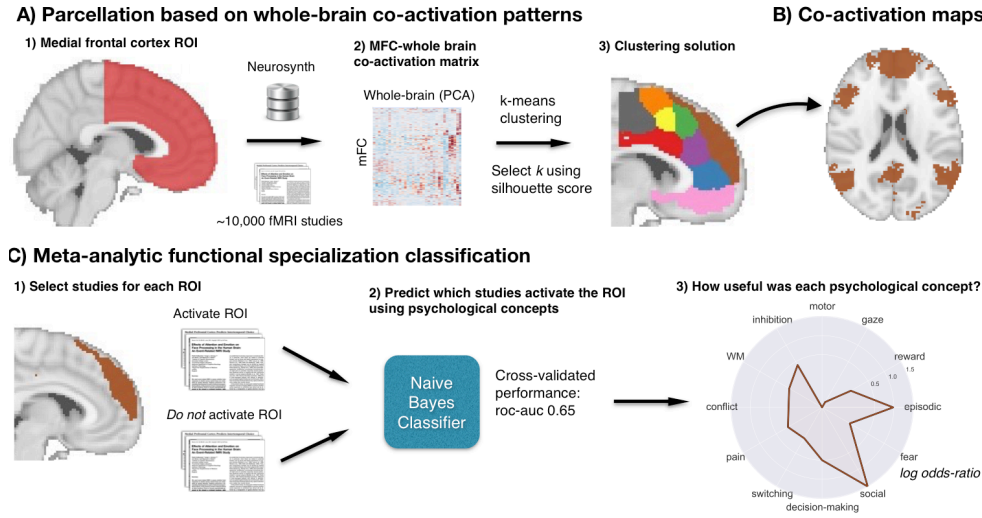 A) Parcellation based on whole-brain co-activation patterns
B) Co-activation maps
1) Medial frontal cortex ROI
Neurosynth
~10,000 fMRI studies
2) MFC-whole brain
co-activation matrix
Whole-brain (PCA)
mFC
k-means
clustering
Select k using
silhouette score
3) Clustering solution
C) Meta-analytic functional specialization classification
1) Select studies for each ROI
Activate ROI
Do not activate ROI
2) Predict which studies activate the ROI
using psychological concepts
Naive
Bayes
Classifier
Cross-validated
performance:
roc-auc 0.65
3) How useful was each psychological concept?
motor
inhibition
gaze
WM
reward
1.5
1.0
0.5
conflict
episodic
pain
fear
log odds-ratio
switching
social
decision-making